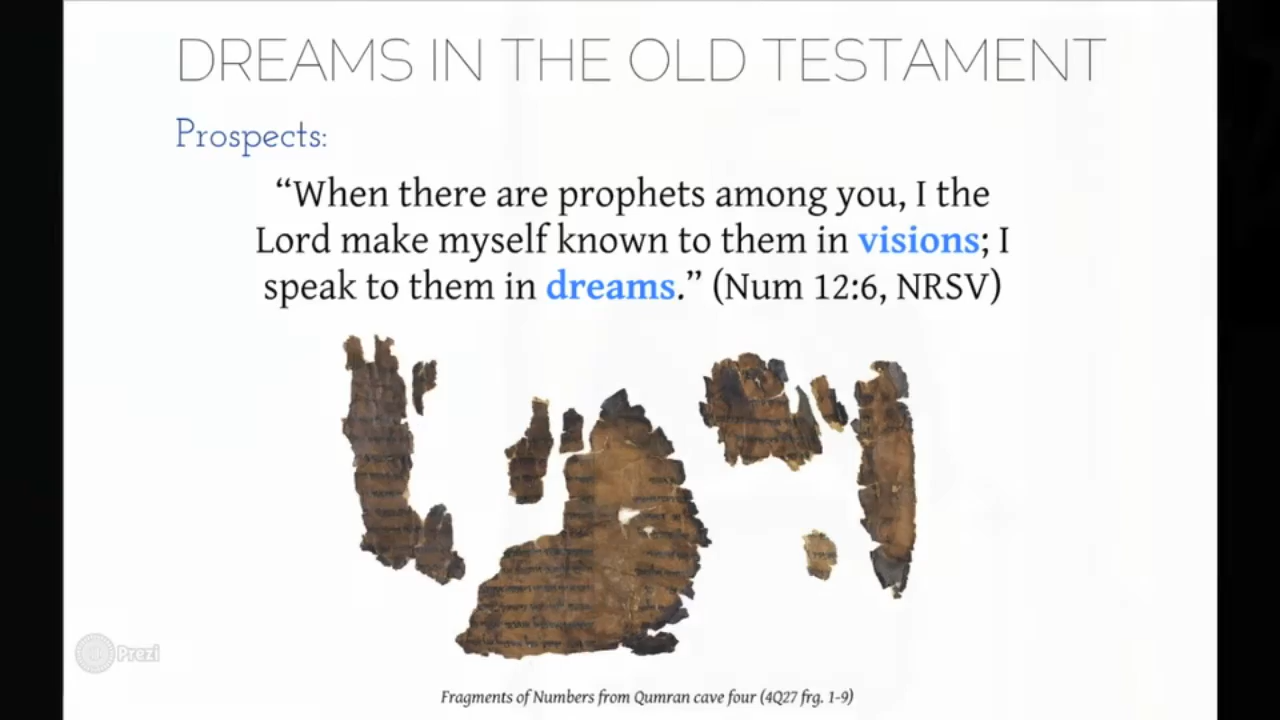 DREAMS IN THE OLD TESTAMENT
Prospects:
“When there are prophets among you, I the
Lord make myself known to them in visions; I
speak to them in dreams.” (Num 12:6, NRSV)
Prezi
Fragments of Numbers from Qumran cave four (4Q27 frg. 1-9)